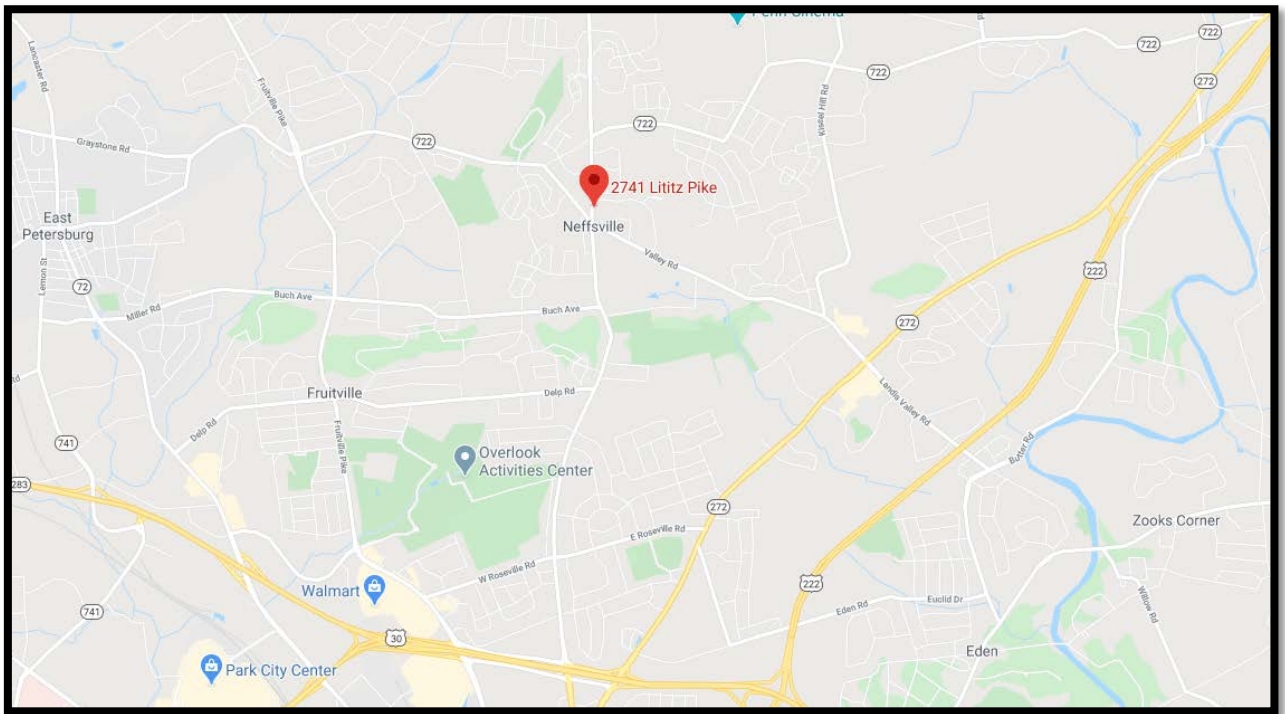 Penn Cinema
722
722
272
Lancaster Rd
Fruitville Pike
722
Kissel Hill Rd
722
722
Graystone Rd
2741 Lititz Pike
East
Petersburg
Neffsville
Valley Rd
222
Lemon St
72
Buch Ave
Miller Rd
Buch Ave
272
Rd
Fruitville
Delp Rd
Landis Valley Rd
Delp Rd
741
Fruitville Pike
Butter Rd
Overlook
Activities Center
283
272
Zooks Corner
E Roseville Rd
W Roseville Rd
Walmart
222
Euclid Dr
Eden Rd
Willow Rd
741
30
Eden
Park City Center